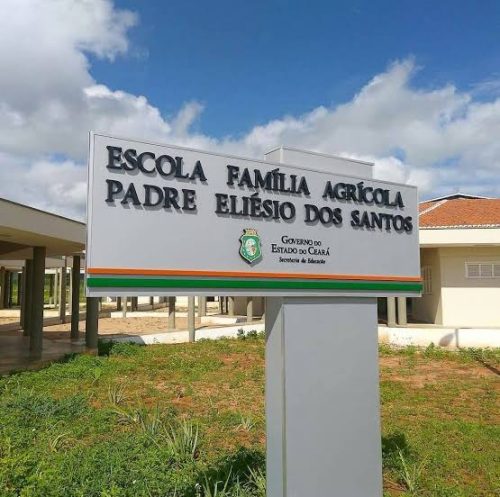 ESCOLA FAMÍLIA AGRÍCOLA
PADRE ELIÉSIO DOS SANTOS
GOVERNO DO
ESTADO DO CEARÁ
Secretaria da Educação